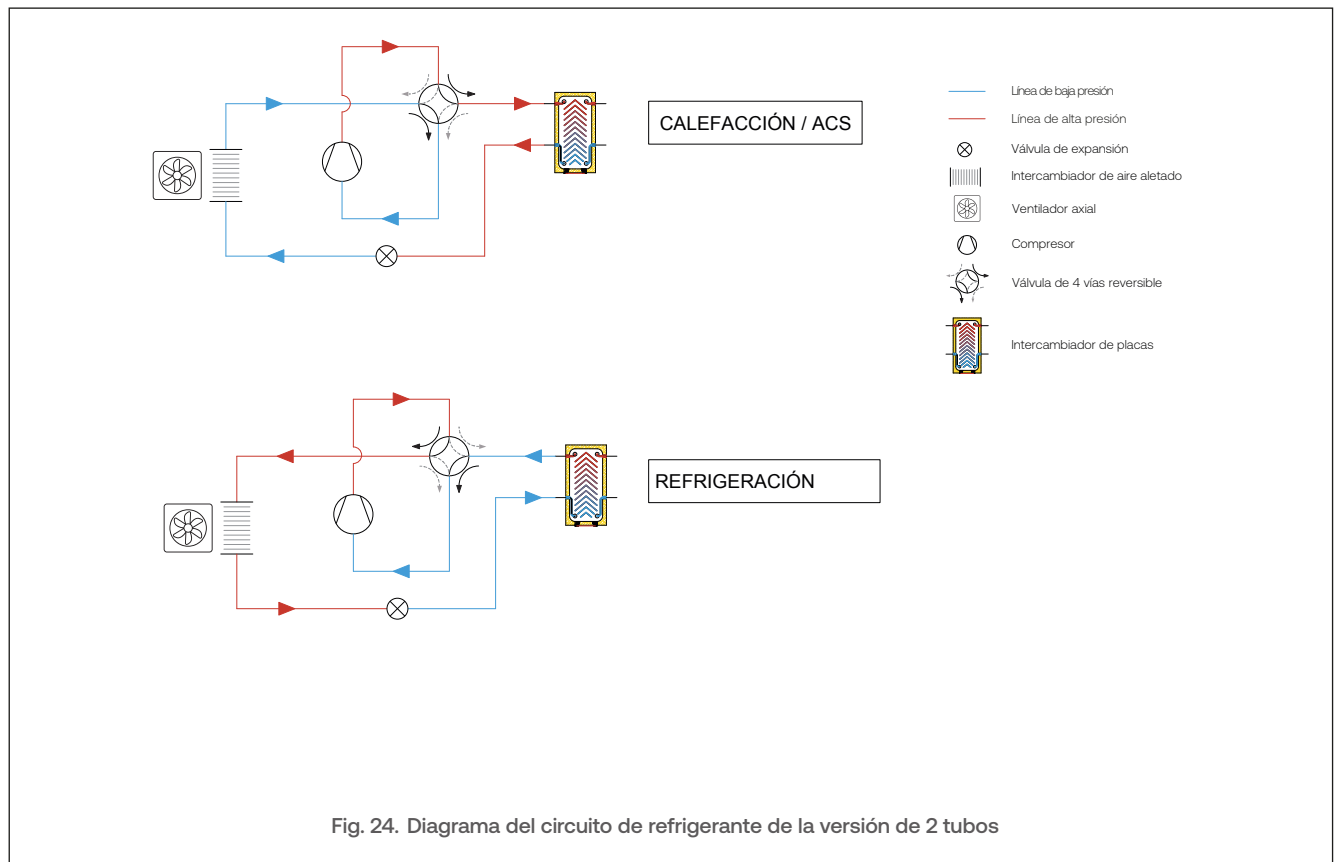 CALEFACCIÓN / ACS
Línea de baja presión
Línea de alta presión
Válvula de expansión
Intercambiador de aire aletado
Ventilador axial
Compresor
Válvula de 4 vías reversible
Intercambiador de placas
REFRIGERACIÓN
Fig. 24. Diagrama del circuito de refrigerante de la versión de 2 tubos